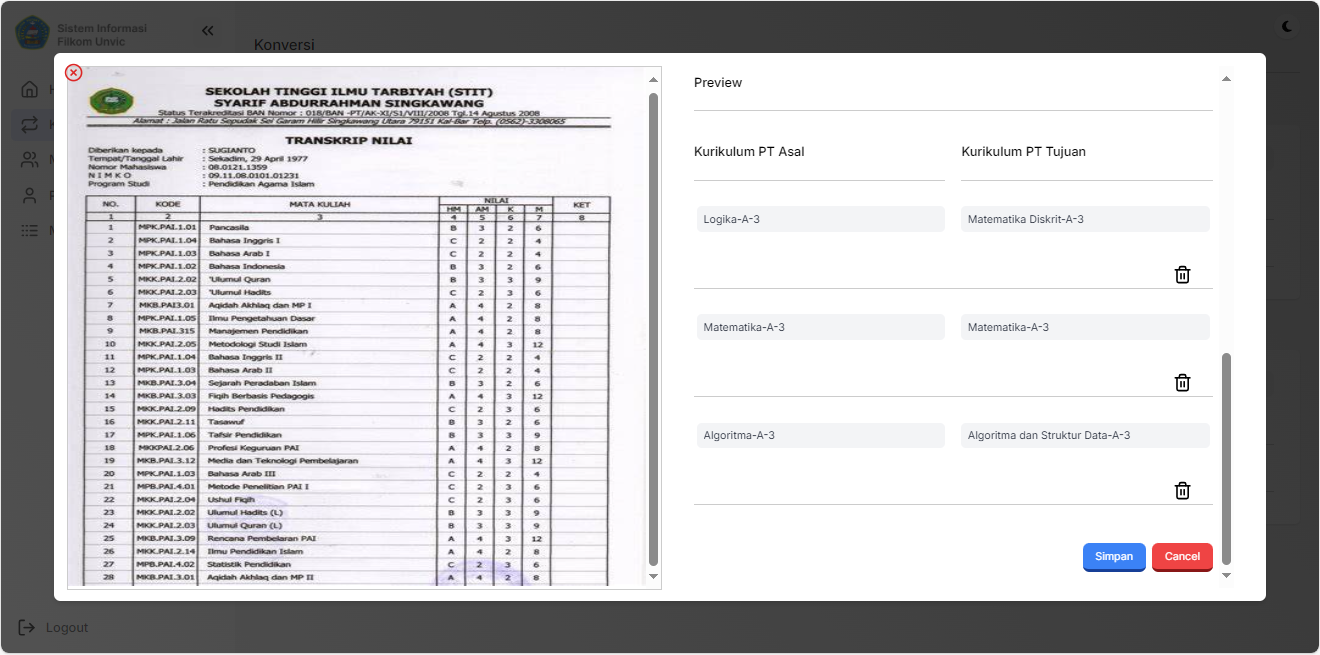 Sistem Informasi
Filkom Unvic
Konversi
Logout
SEKOLAH TINGGI ILMU TARBIYAH (STIT)
SYARIF ABDURRAHMAN SINGKAWANG
Status Terakreditasi BAN Nomor : 018/BAN -PT/AK-XI/S1/VIII/2008 Tgl.14 Agustus 2008
Alamat : Jalan Ratu Sepudak Sei Garam Hilir Singkawang Utara 79151 Kal-Bar Telp. (0562)-3308065
TRANSKRIP NILAI
Diberikan kepada : SUGIANTO
Tempat/Tanggal Lahir : Sekadim, 29 April 1977
Nomor Mahasiswa : 08.0121.1359
N I M K O : 09.11.08.0101.01231
Program Studi : Pendidikan Agama Islam
NO. KODE MATA KULIAH NILAI KET
HM AM K M
1 2 3 4 5 6 7 8
1 MPK.PAI.1.01 Pancasila B 3 2 6
2 MPK.PAI.1.04 Bahasa Inggris I C 2 2 4
3 MPK.PAI.1.03 Bahasa Arab I C 2 2 4
4 MPK.PAI.1.02 Bahasa Indonesia B 3 2 6
5 MKK.PAI.2.02 'Ulumul Quran B 3 3 9
6 MKK.PAI.2.03 'Ulumul Hadits C 2 3 6
7 MKB.PAI3.01 Aqidah Akhlaq dan MP I A 4 2 8
8 MPK.PAI.1.05 Ilmu Pengetahuan Dasar A 4 2 8
9 MKB.PAI.315 Manajemen Pendidikan A 4 2 8
10 MKK.PAI.2.05 Metodologi Studi Islam A 4 3 12
11 MPK.PAI.1.04 Bahasa Inggris II C 2 2 4
12 MPK.PAI.1.03 Bahasa Arab II C 2 2 4
13 MKB.PAI.3.04 Sejarah Peradaban Islam B 3 2 6
14 MKB.PAI.3.03 Fiqih Berbasis Pedagogis A 4 3 12
15 MKK.PAI.2.09 Hadits Pendidikan C 2 3 6
16 MKK.PAI.2.11 Tasawuf B 3 2 6
17 MPK.PAI.1.06 Tafsir Pendidikan B 3 3 9
18 MKKPAI.2.06 Profesi Keguruan PAI A 4 2 8
19 MKB.PAI.3.12 Media dan Teknologi Pembelajaran A 4 3 12
20 MPK.PAI.1.03 Bahasa Arab III C 2 2 4
21 MPB.PAI.4.01 Metode Penelitian PAI I C 2 3 6
22 MKK.PAI.2.04 Ushul Fiqih C 2 3 6
23 MKK.PAI.2.02 Ulumul Hadits (L) B 3 3 9
24 MKK.PAI.2.03 Ulumul Quran (L) B 3 3 9
25 MKB.PAI.3.09 Rencana Pembelaran PAI A 4 3 12
26 MKK.PAI.2.14 Ilmu Pendidikan Islam A 4 2 8
27 MPB.PAI.4.02 Statistik Pendidikan C 2 3 6
28 MKB.PAI.3.01 Aqidah Akhlaq dan MP II A 4 2 8
Preview
Kurikulum PT Asal Kurikulum PT Tujuan
Logika-A-3 Matematika Diskrit-A-3
Matematika-A-3 Matematika-A-3
Algoritma-A-3 Algoritma dan Struktur Data-A-3
Simpan Cancel